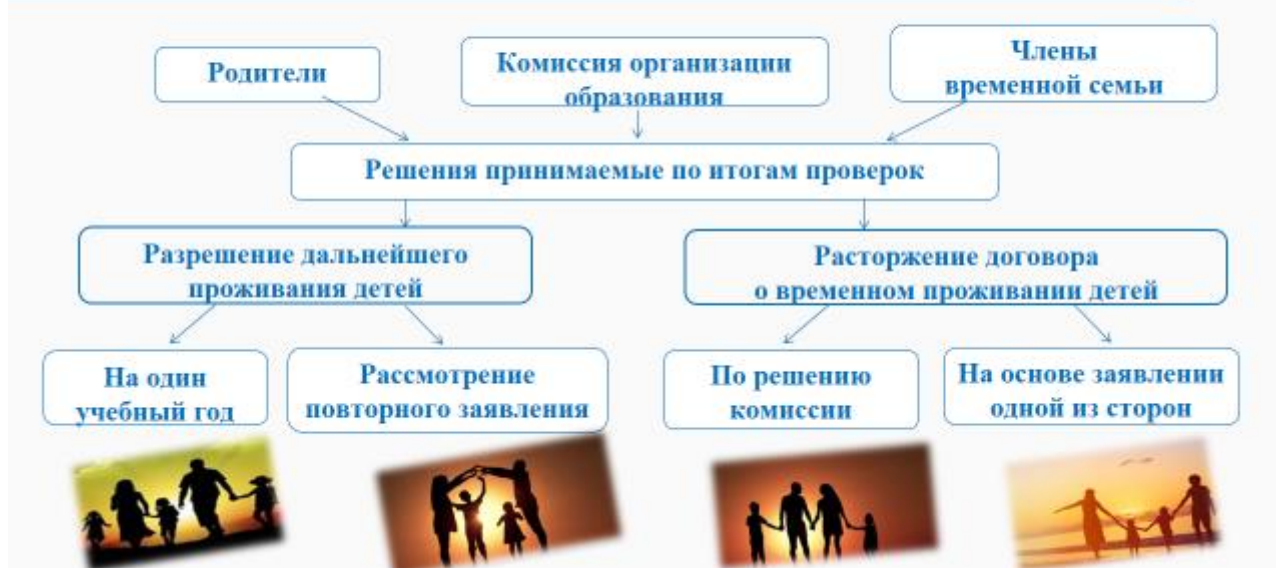 Родители
Комиссия организации
образования
Члены
временной семьи
Решения принимаемые по итогам проверок
Разрешение дальнейшего
проживания детей
Расторжение договора
о временном проживании детей
На один
учебный год
Рассмотрение
повторного заявления
По решению
комиссии
На основе заявлении
одной из сторон